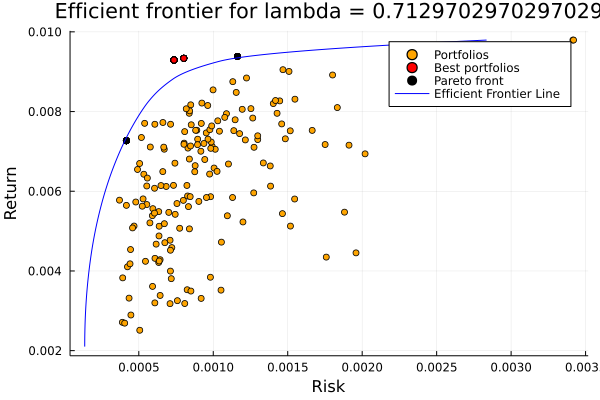 Efficient frontier for lambda = 0.7129702970297029
0.010
0.008
0.006
0.004
0.002
Return
Portfolios
Best portfolios
Pareto front
Efficient Frontier Line
0.0005 0.0010 0.0015 0.0020 0.0025 0.0030 0.003
Risk